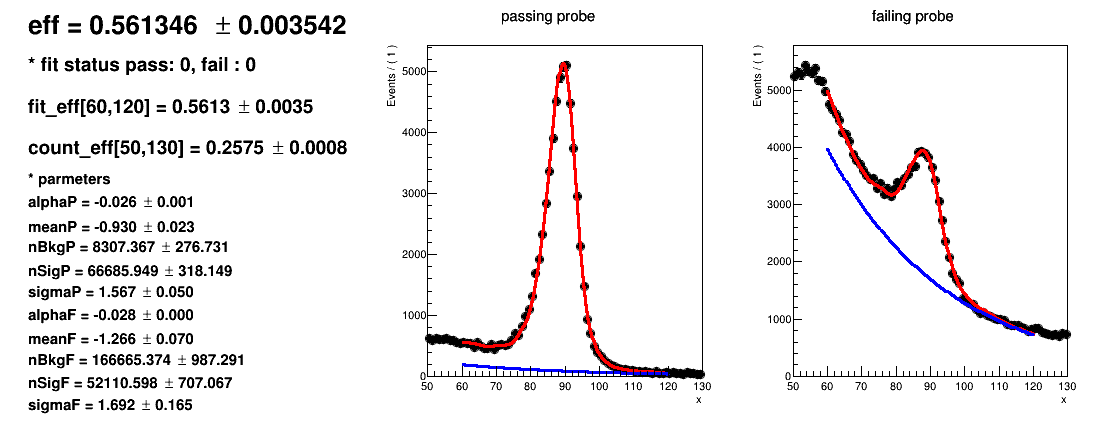 eff = 0.561346 ± 0.003542
* fit status pass: 0, fail : 0
fit_eff[60,120] = 0.5613 ± 0.0035
count_eff[50,130] = 0.2575 ± 0.0008
* parmeters
alphaP = -0.026 ± 0.001
meanP = -0.930 ± 0.023
nBkgP = 8307.367 ± 276.731
nSigP = 66685.949 ± 318.149
sigmaP = 1.567 ± 0.050
alphaF = -0.028 ± 0.000
meanF = -1.266 ± 0.070
nBkgF = 166665.374 ± 987.291
nSigF = 52110.598 ± 707.067
sigmaF = 1.692 ± 0.165
passing probe
Events / ( 1 )
5000
4000
3000
2000
1000
0
50 60 70 80 90 100 110 120 130
x
failing probe
Events / ( 1 )
5000
4000
3000
2000
1000
0
50 60 70 80 90 100 110 120 130
x